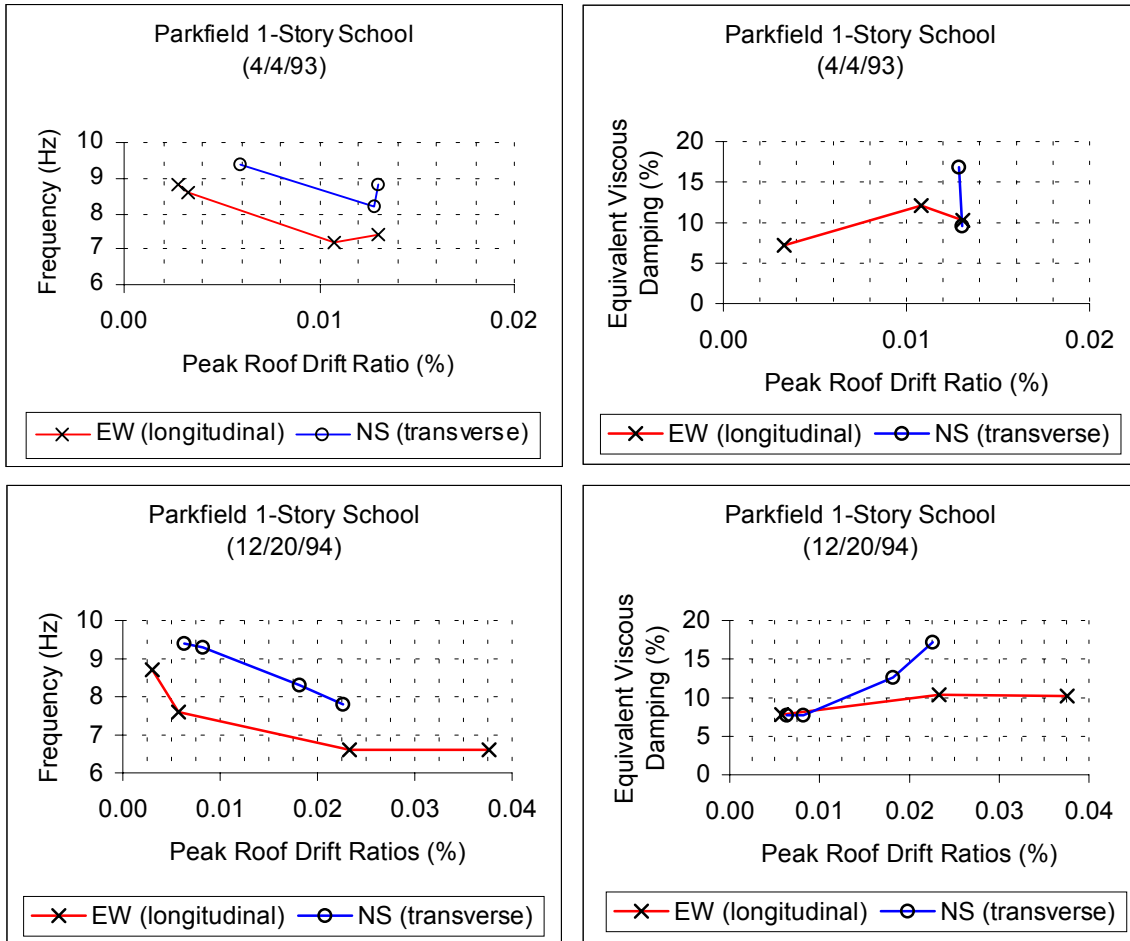 Parkfield 1-Story School
(4/4/93)
Frequency (Hz)
10
9
8
7
6
0.00 0.01 0.02
Peak Roof Drift Ratio (%)
EW (longitudinal) NS (transverse)
Parkfield 1-Story School
(4/4/93)
Equivalent Viscous
Damping (%)
20
15
10
5
0
0.00 0.01 0.02
Peak Roof Drift Ratio (%)
EW (longitudinal) NS (transverse)
Parkfield 1-Story School
(12/20/94)
Frequency (Hz)
10
9
8
7
6
0.00 0.01 0.02 0.03 0.04
Peak Roof Drift Ratios (%)
EW (longitudinal) NS (transverse)
Parkfield 1-Story School
(12/20/94)
Equivalent Viscous
Damping (%)
20
15
10
5
0
0.00 0.01 0.02 0.03 0.04
Peak Roof Drift Ratios (%)
EW (longitudinal) NS (transverse)